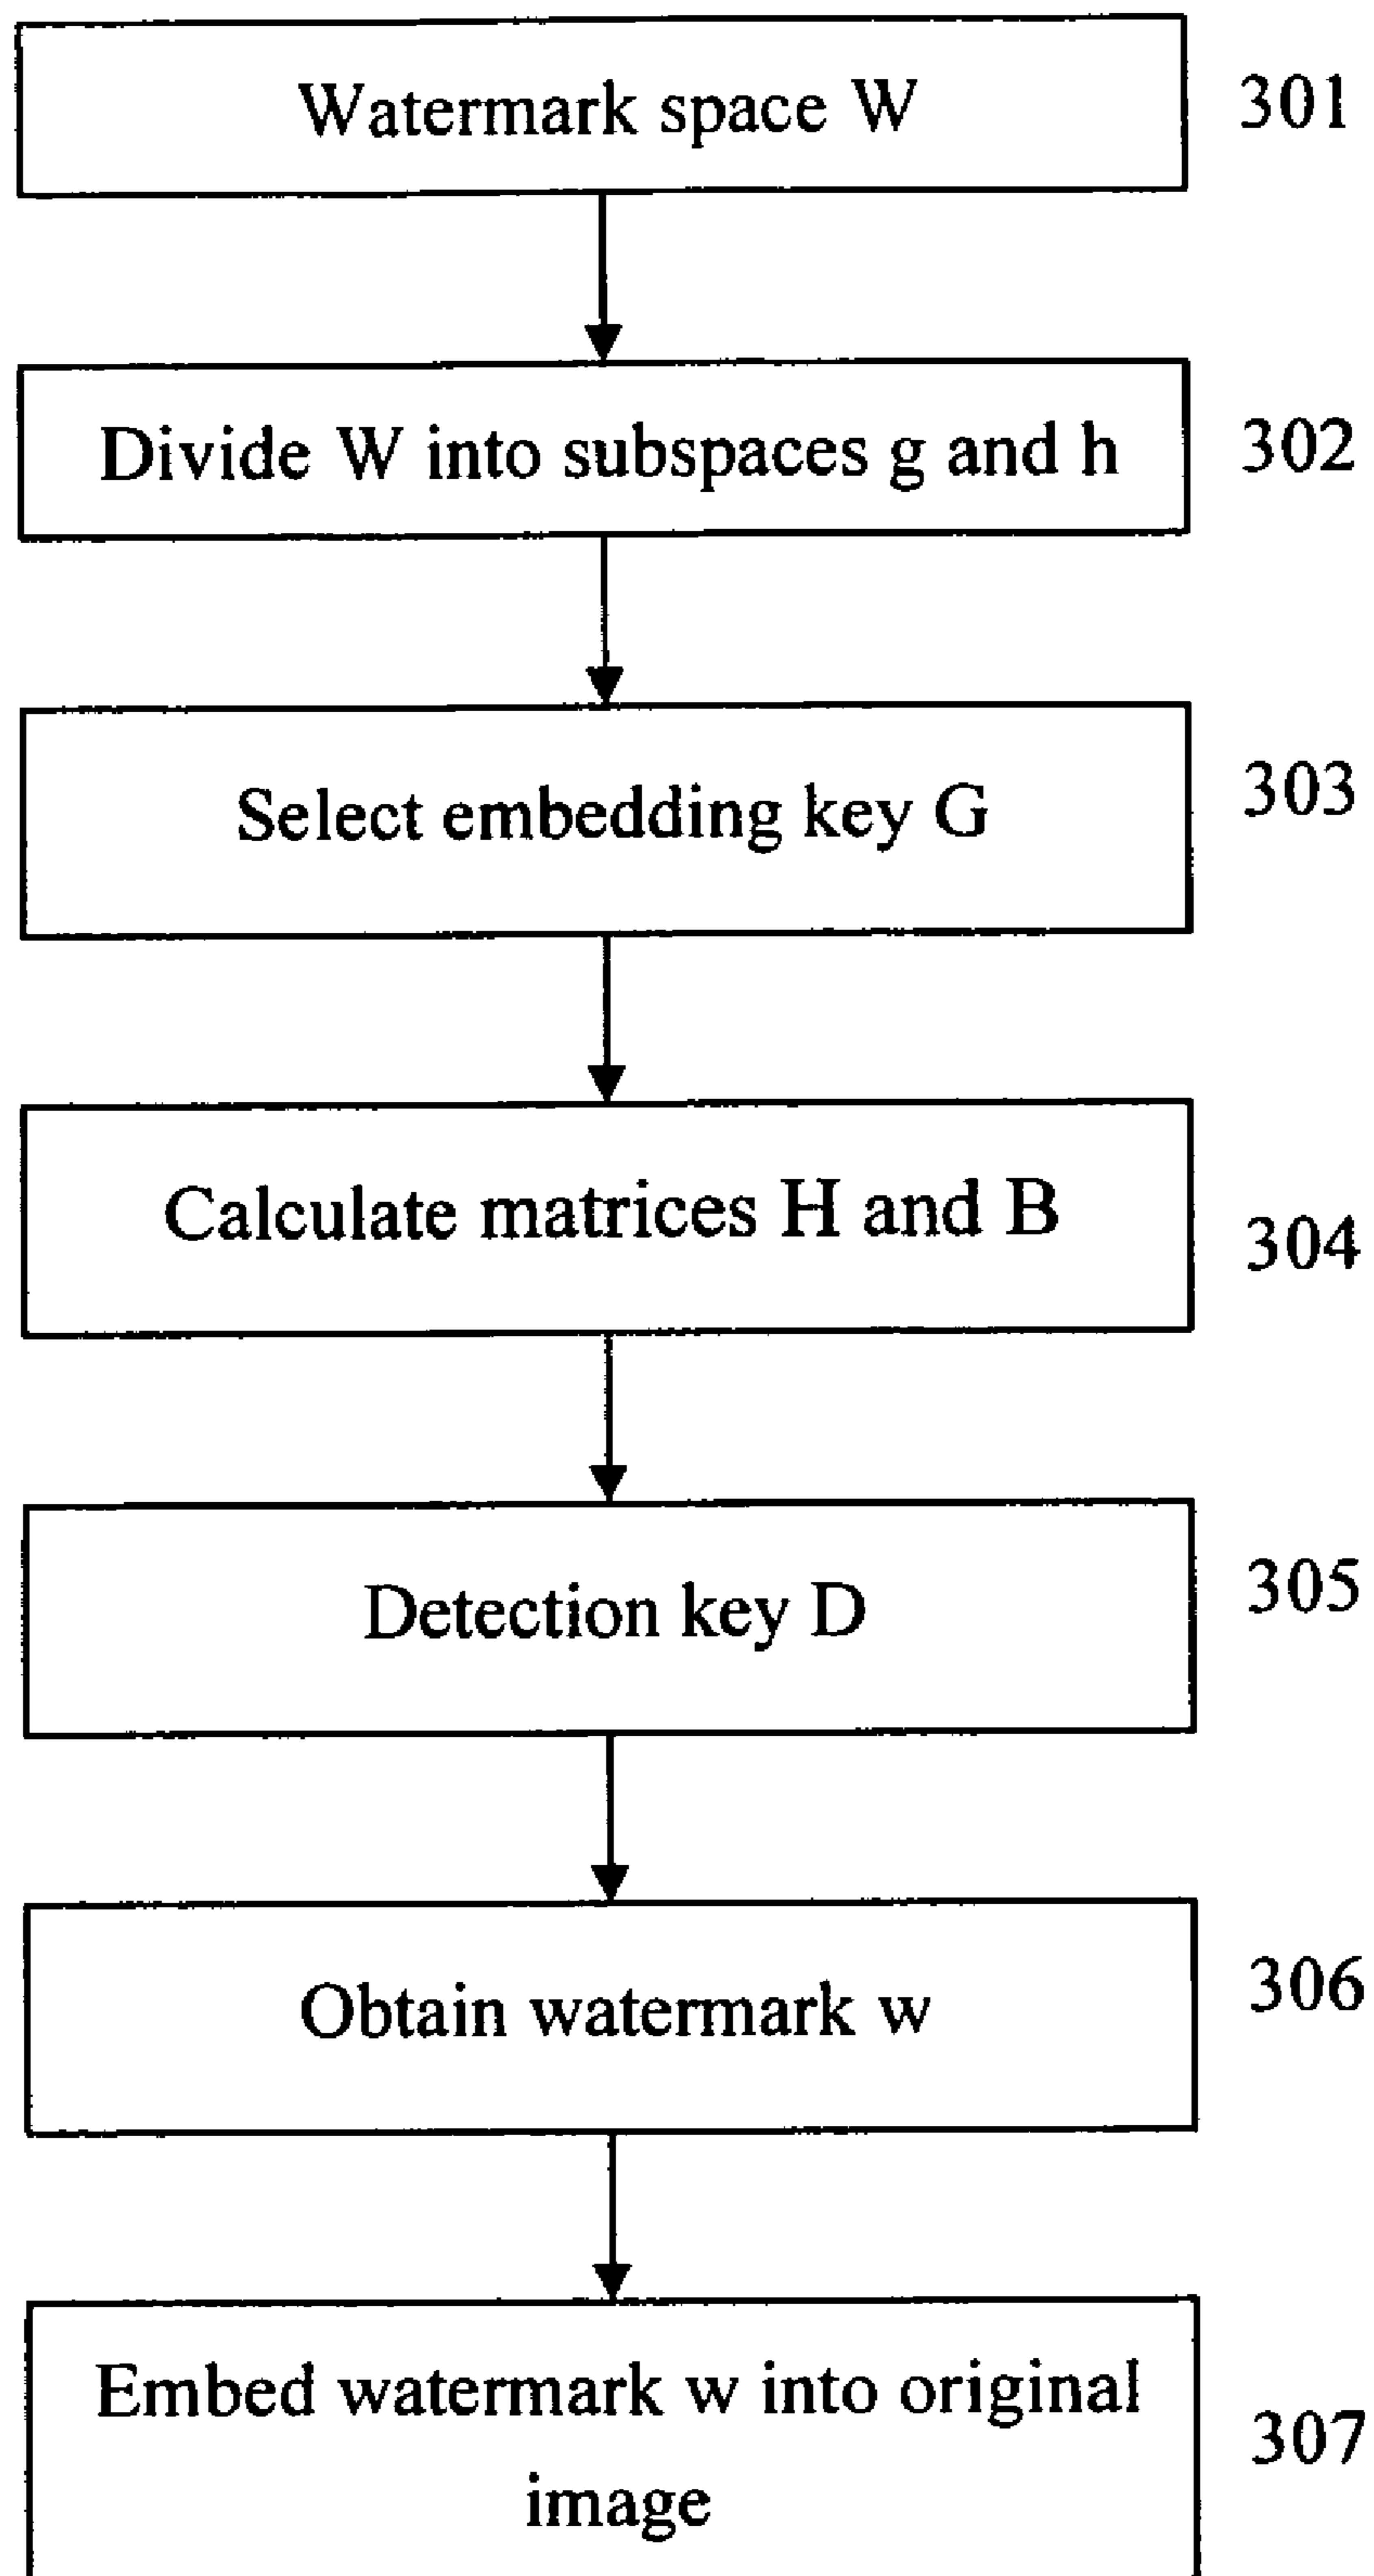 Watermark space W 301
Divide W into subspaces g and h 302
Select embedding key G 303
Calculate matrices H and B 304
Detection key D 305
Obtain watermark w 306
Embed watermark w into original
image
307